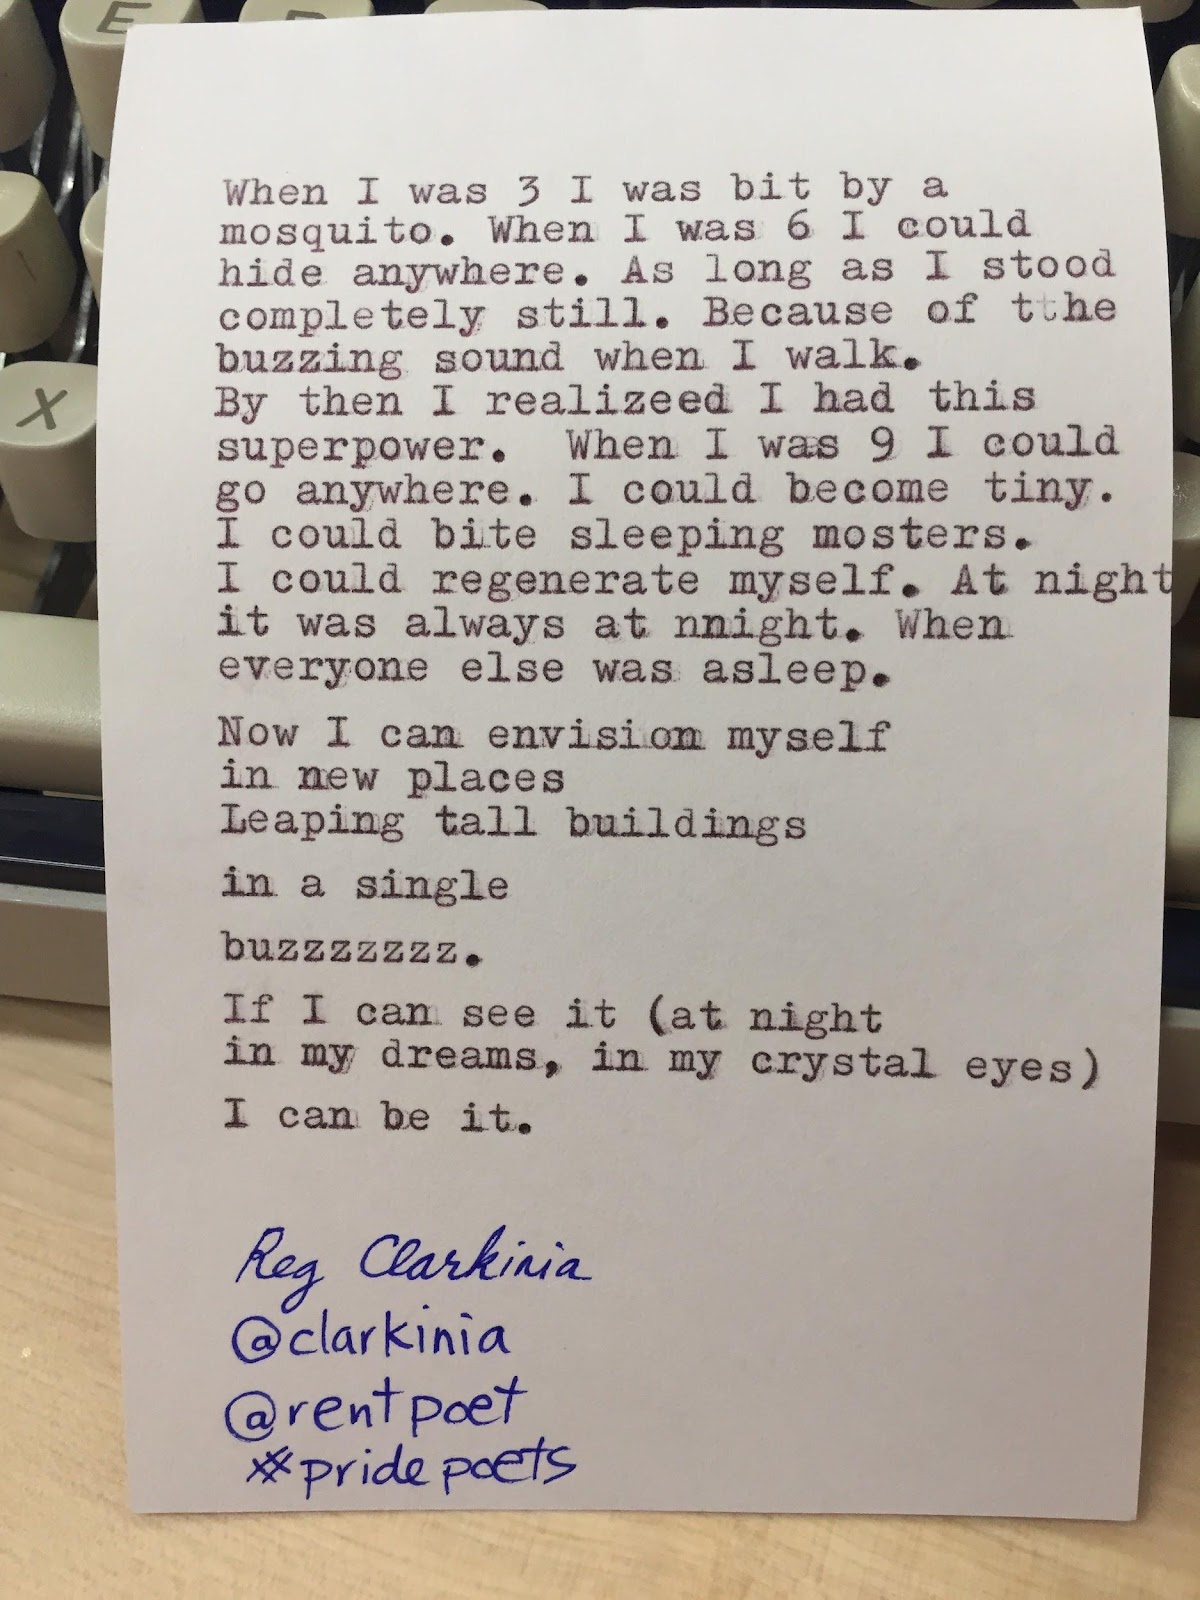 E
X
When I was 3 I was bit by a
mosquito. When I was 6 I could
hide anywhere. As long as I stood
completely still. Because of tthe
buzzing sound when I walk.
By then I realizeed I had this
superpower. When I was 9 I could
go anywhere. I could become tiny.
I could bite sleeping mosters.
I could regenerate myself. At night
it was always at nnight. When
everyone else was asleep.
Now I can envision myself
in new places
Leaping tall buildings
in a single
buzzzzzzz.
If I can see it (at night
in my dreams, in my crystal eyes)
I can be it.
Reg Clarkinia
@clarkinia
@rentpoet
#pridepoets